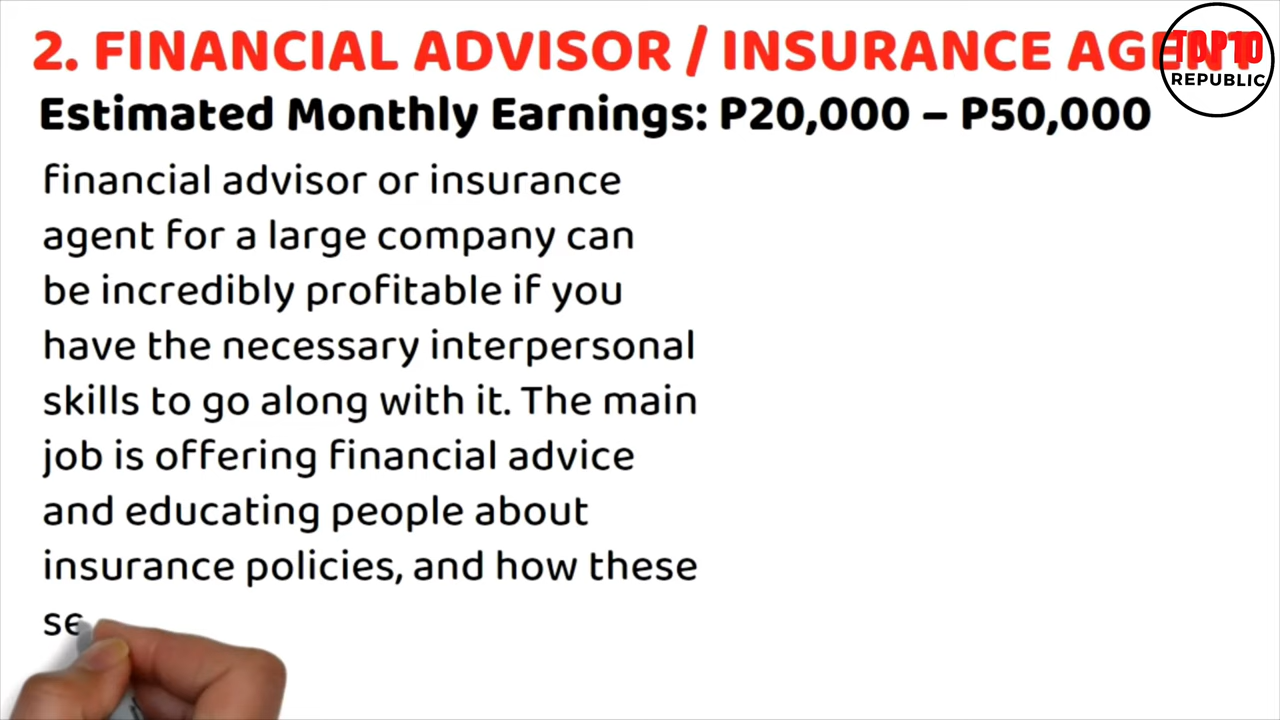 2. FINANCIAL ADVISOR / INSURANCE AGENT
TOP10
REPUBLIC
Estimated Monthly Earnings: P20,000 – P50,000
financial advisor or insurance
agent for a large company can
be incredibly profitable if you
have the necessary interpersonal
skills to go along with it. The main
job is offering financial advice
and educating people about
insurance policies, and how these
se